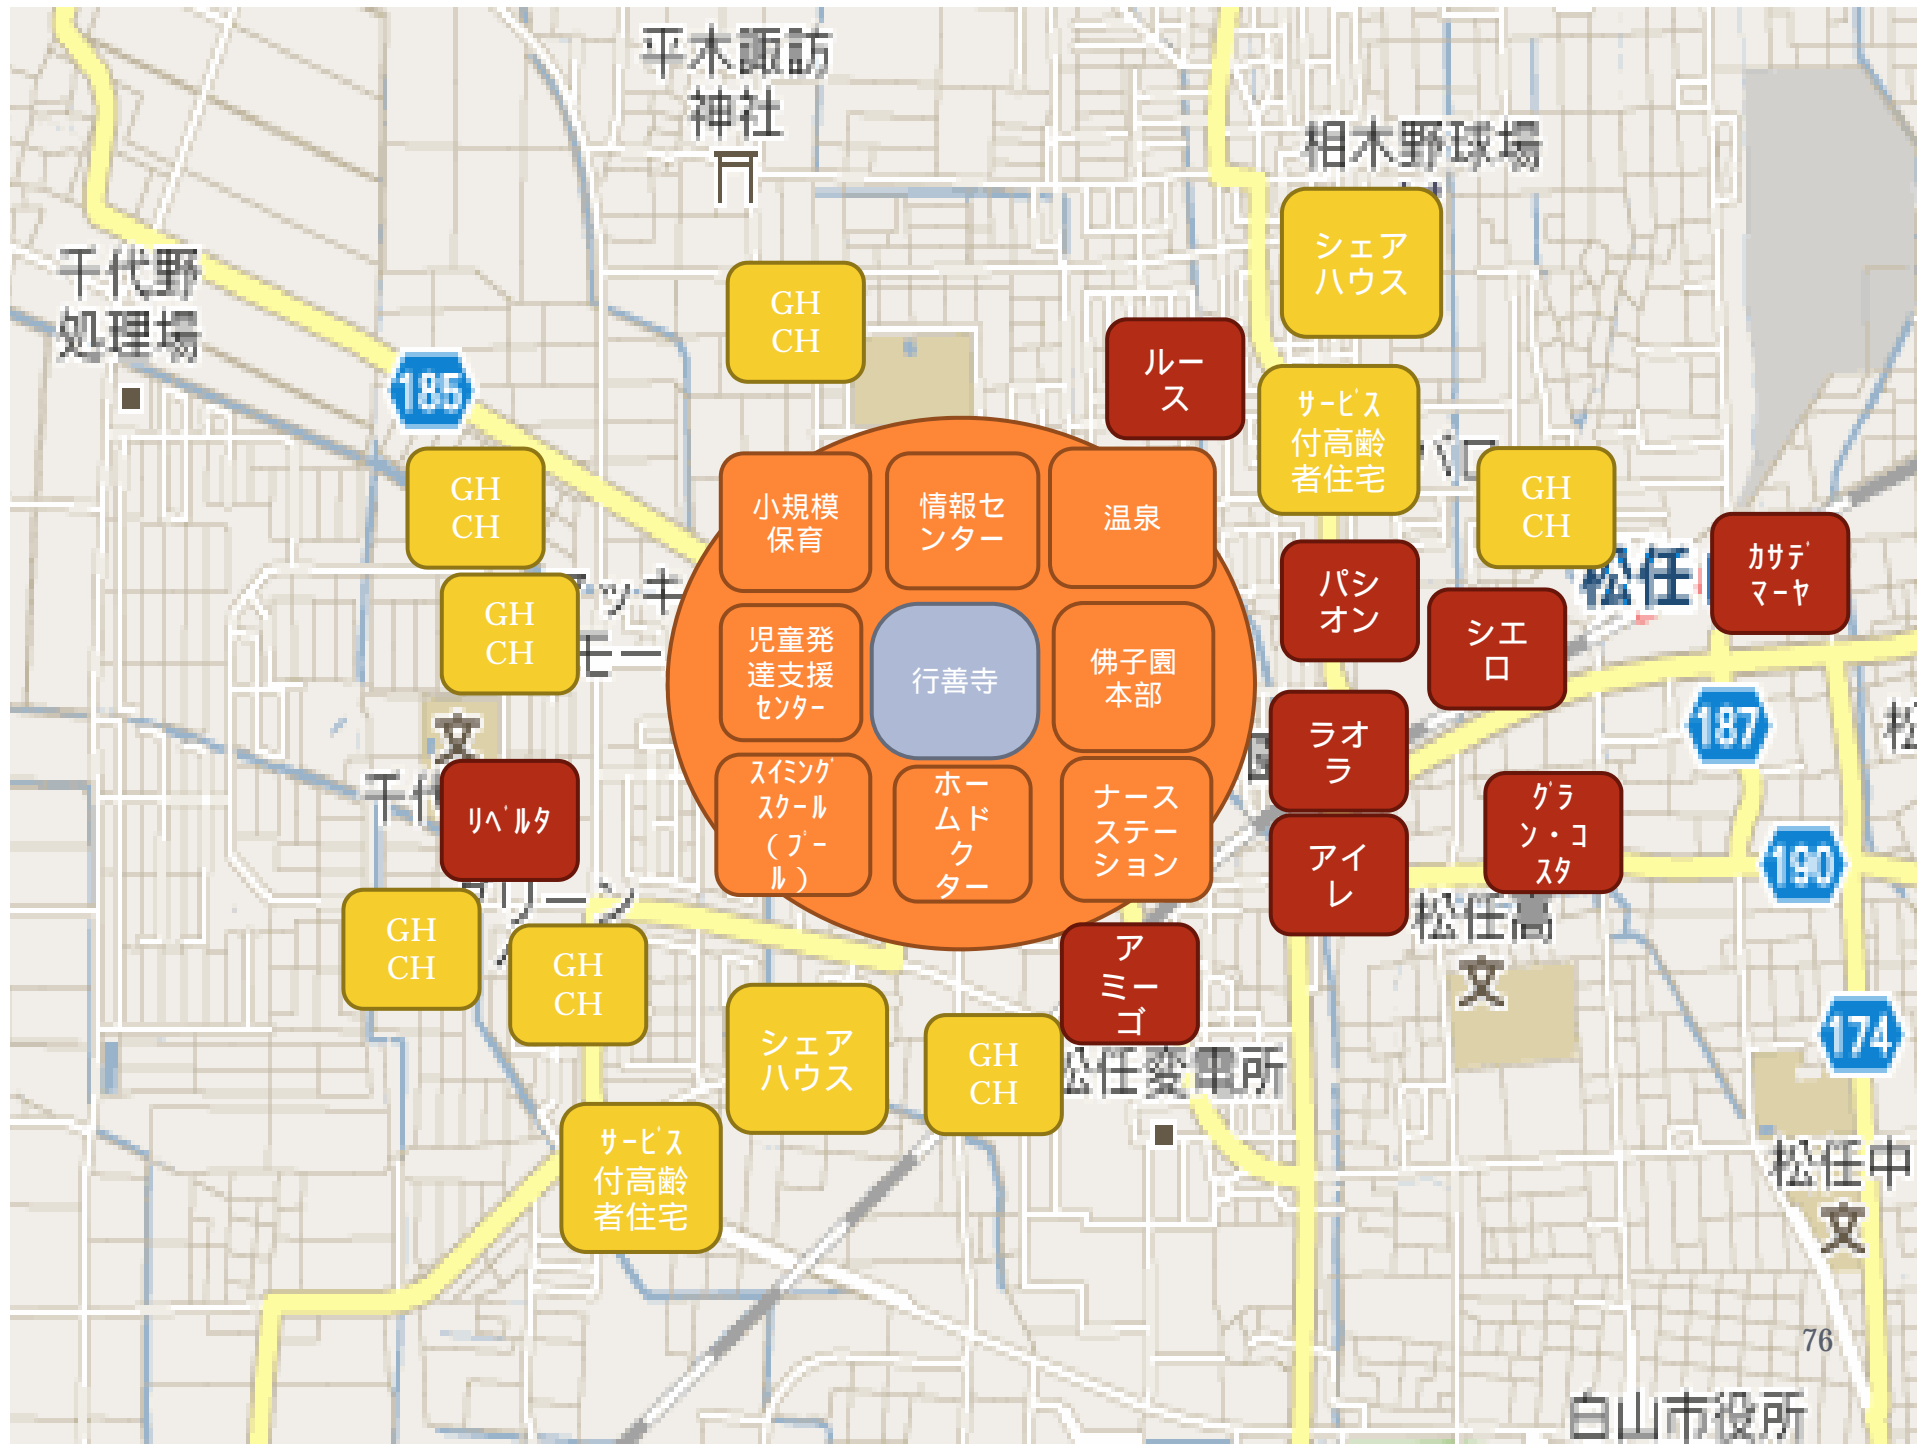 平木諏訪
神社
相木野球場
シェア
ハウス
千代野
処理場
GH
CH
ルー
ス
185
サービス
付高齢
者住宅
GH
CH
GH
CH
小規模
保育
情報セ
ンター
温泉
カサデ
マーヤ
松任
パシ
オン
GH
CH
シエ
ロ
児童発
達支援
センター
行善寺
佛子園
本部
ラオ
ラ
187
松
リベルタ
千代
スイミング
スクール
（プー
ル）
ホー
ムド
ク
ター
ナース
ステー
ション
アイ
レ
グラ
ン・コ
スタ
190
GH
CH
GH
CH
ア
ミー
ゴ
松任高
シェア
ハウス
GH
CH
松任変電所
174
サービス
付高齢
者住宅
松任中
76
白山市役所